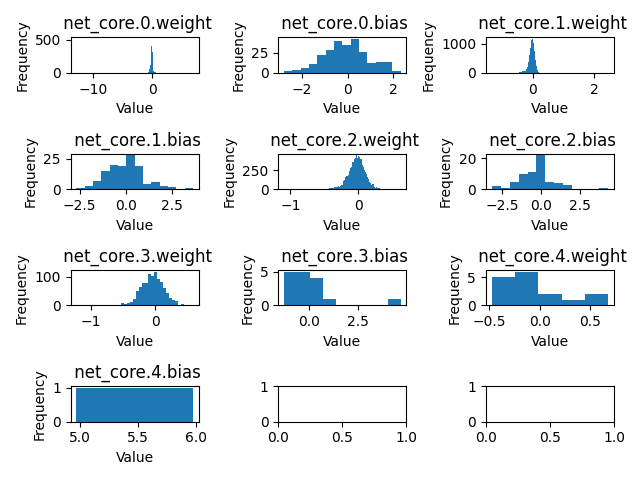 net_core.0.weight net_core.0.bias net_core.1.weight
Frequency 500 0 −10 0 Value
Frequency 25 0 −2 0 2 Value
Frequency 1000 0 0 2 Value
net_core.1.bias net_core.2.weight net_core.2.bias
Frequency 25 0 −2.5 0.0 2.5 Value
Frequency 250 0 −1 0 Value
Frequency 20 0 −2.5 0.0 2.5 Value
net_core.3.weight net_core.3.bias net_core.4.weight
Frequency 100 0 −1 0 Value
Frequency 5 0 0.0 2.5 Value
Frequency 5 0 −0.5 0.0 0.5 Value
net_core.4.bias
Frequency 1 0 5.0 5.5 6.0 Value
1 0 0.0 0.5 1.0
1 0 0.0 0.5 1.0